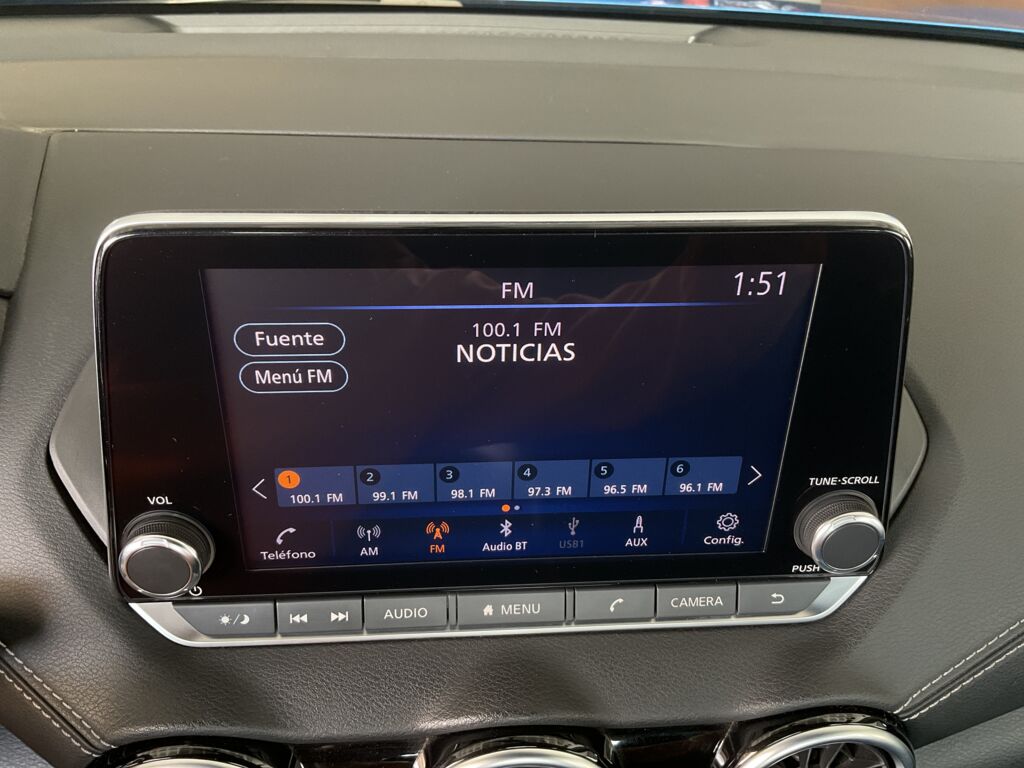 FM
1:51
100.1 FM
NOTICIAS
Fuente
Menú FM
1 2 3 4 5 6
100.1 FM 99.1 FM 98.1 FM 97.3 FM 96.5 FM 96.1 FM
Teléfono AM FM Audio BT USB1 AUX Config.
VOL
TUNE·SCROLL
PUSH
AUDIO MENU CAMERA